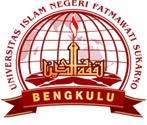 UNIVERSITAS ISLAM NEGERI FATMAWATI SUKARNO
BENGKULU